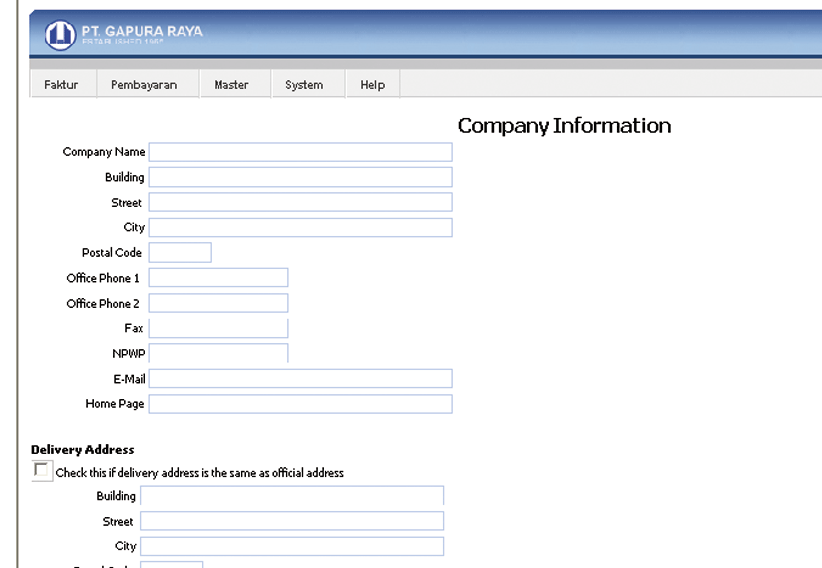 PT. GAPURA RAYA
ESTABLISHED 1965
Faktur Pembayaran Master System Help
Company Information
Company Name
Building
Street
City
Postal Code
Office Phone 1
Office Phone 2
Fax
NPWP
E-Mail
Home Page
Delivery Address
Check this if delivery address is the same as official address
Building
Street
City